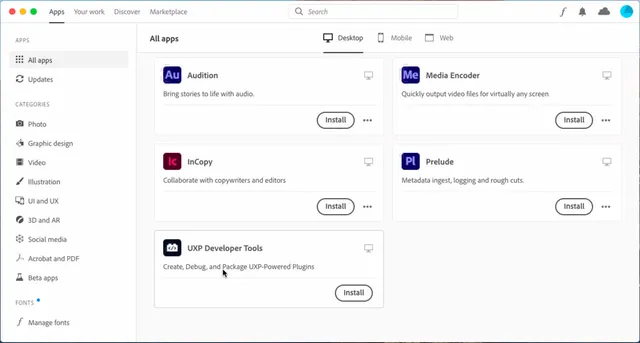 Apps Your work Discover Marketplace Search
APPS
All apps
Updates
CATEGORIES
Photo
Graphic design
Video
Illustration
UI and UX
3D and AR
Social media
Acrobat and PDF
Beta apps
FONTS
Manage fonts
All apps Desktop Mobile Web
Au Audition
Bring stories to life with audio.
Install
Me Media Encoder
Quickly output video files for virtually any screen
Install
Ic InCopy
Collaborate with copywriters and editors
Install
Pl Prelude
Metadata ingest, logging and rough cuts.
Install
UXP Developer Tools
Create, Debug, and Package UXP-Powered Plugins
Install